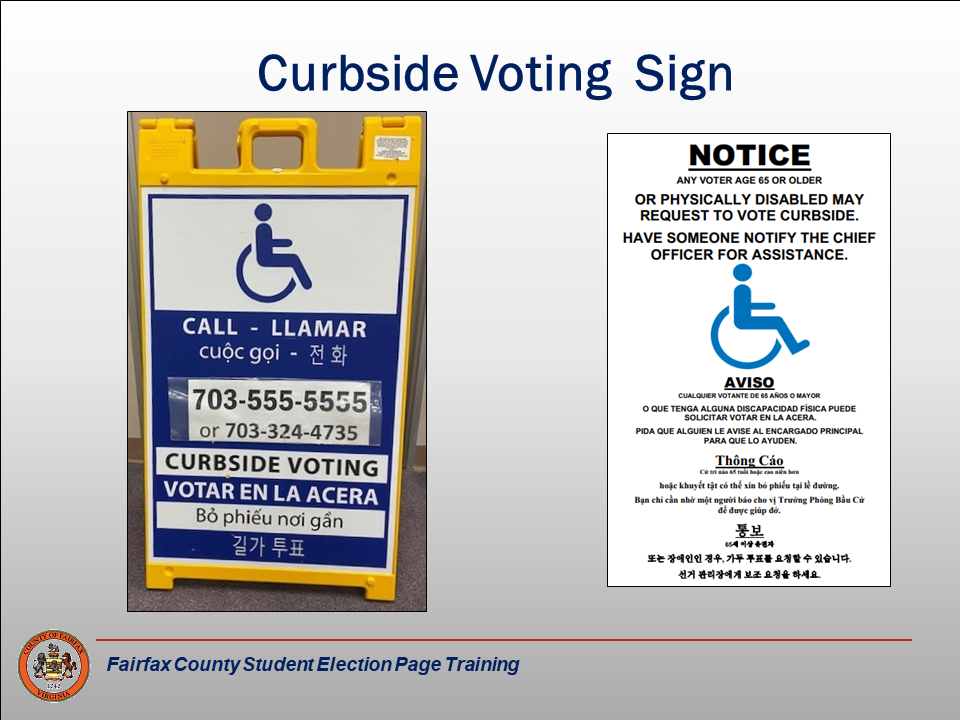 Curbside Voting Sign
CALL - LLAMAR
cuộc gọi - 전화
703-555-5555
or 703-324-4735
CURBSIDE VOTING
VOTAR EN LA ACERA
Bỏ phiếu nơi gần
길가 투표
NOTICE
ANY VOTER AGE 65 OR OLDER
OR PHYSICALLY DISABLED MAY
REQUEST TO VOTE CURBSIDE.
HAVE SOMEONE NOTIFY THE CHIEF
OFFICER FOR ASSISTANCE.
AVISO
CUALQUIER VOTANTE DE 65 AÑOS O MAYOR
O QUE TENGA ALGUNA DISCAPACIDAD FÍSICA PUEDE
SOLICITAR VOTAR EN LA ACERA.
PIDA QUE ALGUIEN LE AVISE AL ENCARGADO PRINCIPAL
PARA QUE LO AYUDEN.
Thông Cáo
Cử tri nào 65 tuổi hoặc cao niên hơn
hoặc khuyết tật có thể xin bỏ phiếu tại lề đường.
Bạn chỉ cần nhờ một người báo cho vị Trưởng Phòng Bầu Cử
để được giúp đỡ.
통보
65세 이상 유권자
또는 장애인인 경우, 가두 투표를 요청할 수 있습니다.
선거 관리장에게 보조 요청을 하세요.
COUNTY OF FAIRFAX
1742
VIRGINIA
Fairfax County Student Election Page Training